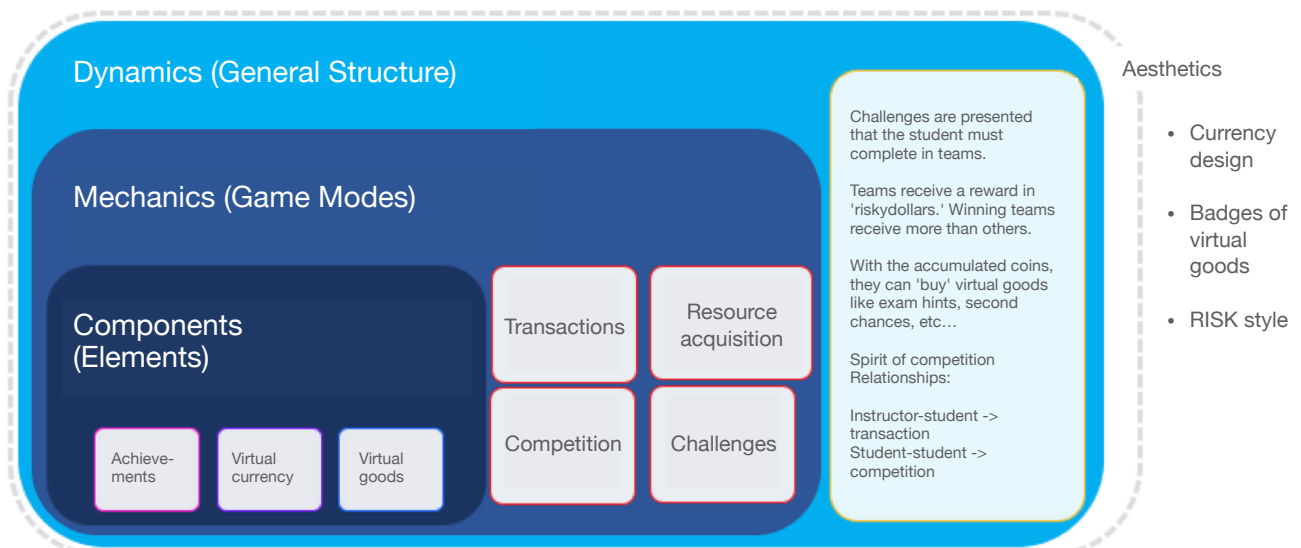 Dynamics (General Structure)
Mechanics (Game Modes)
Components
(Elements)
Achieve-
ments
Virtual
currency
Virtual
goods
Transactions
Resource
acquisition
Competition
Challenges
Challenges are presented
that the student must
complete in teams.
Teams receive a reward in
'riskydollars.' Winning teams
receive more than others.
With the accumulated coins,
they can 'buy' virtual goods
like exam hints, second
chances, etc…
Spirit of competition
Relationships:
Instructor-student ->
transaction
Student-student ->
competition
Aesthetics
• Currency
design
• Badges of
virtual
goods
• RISK style